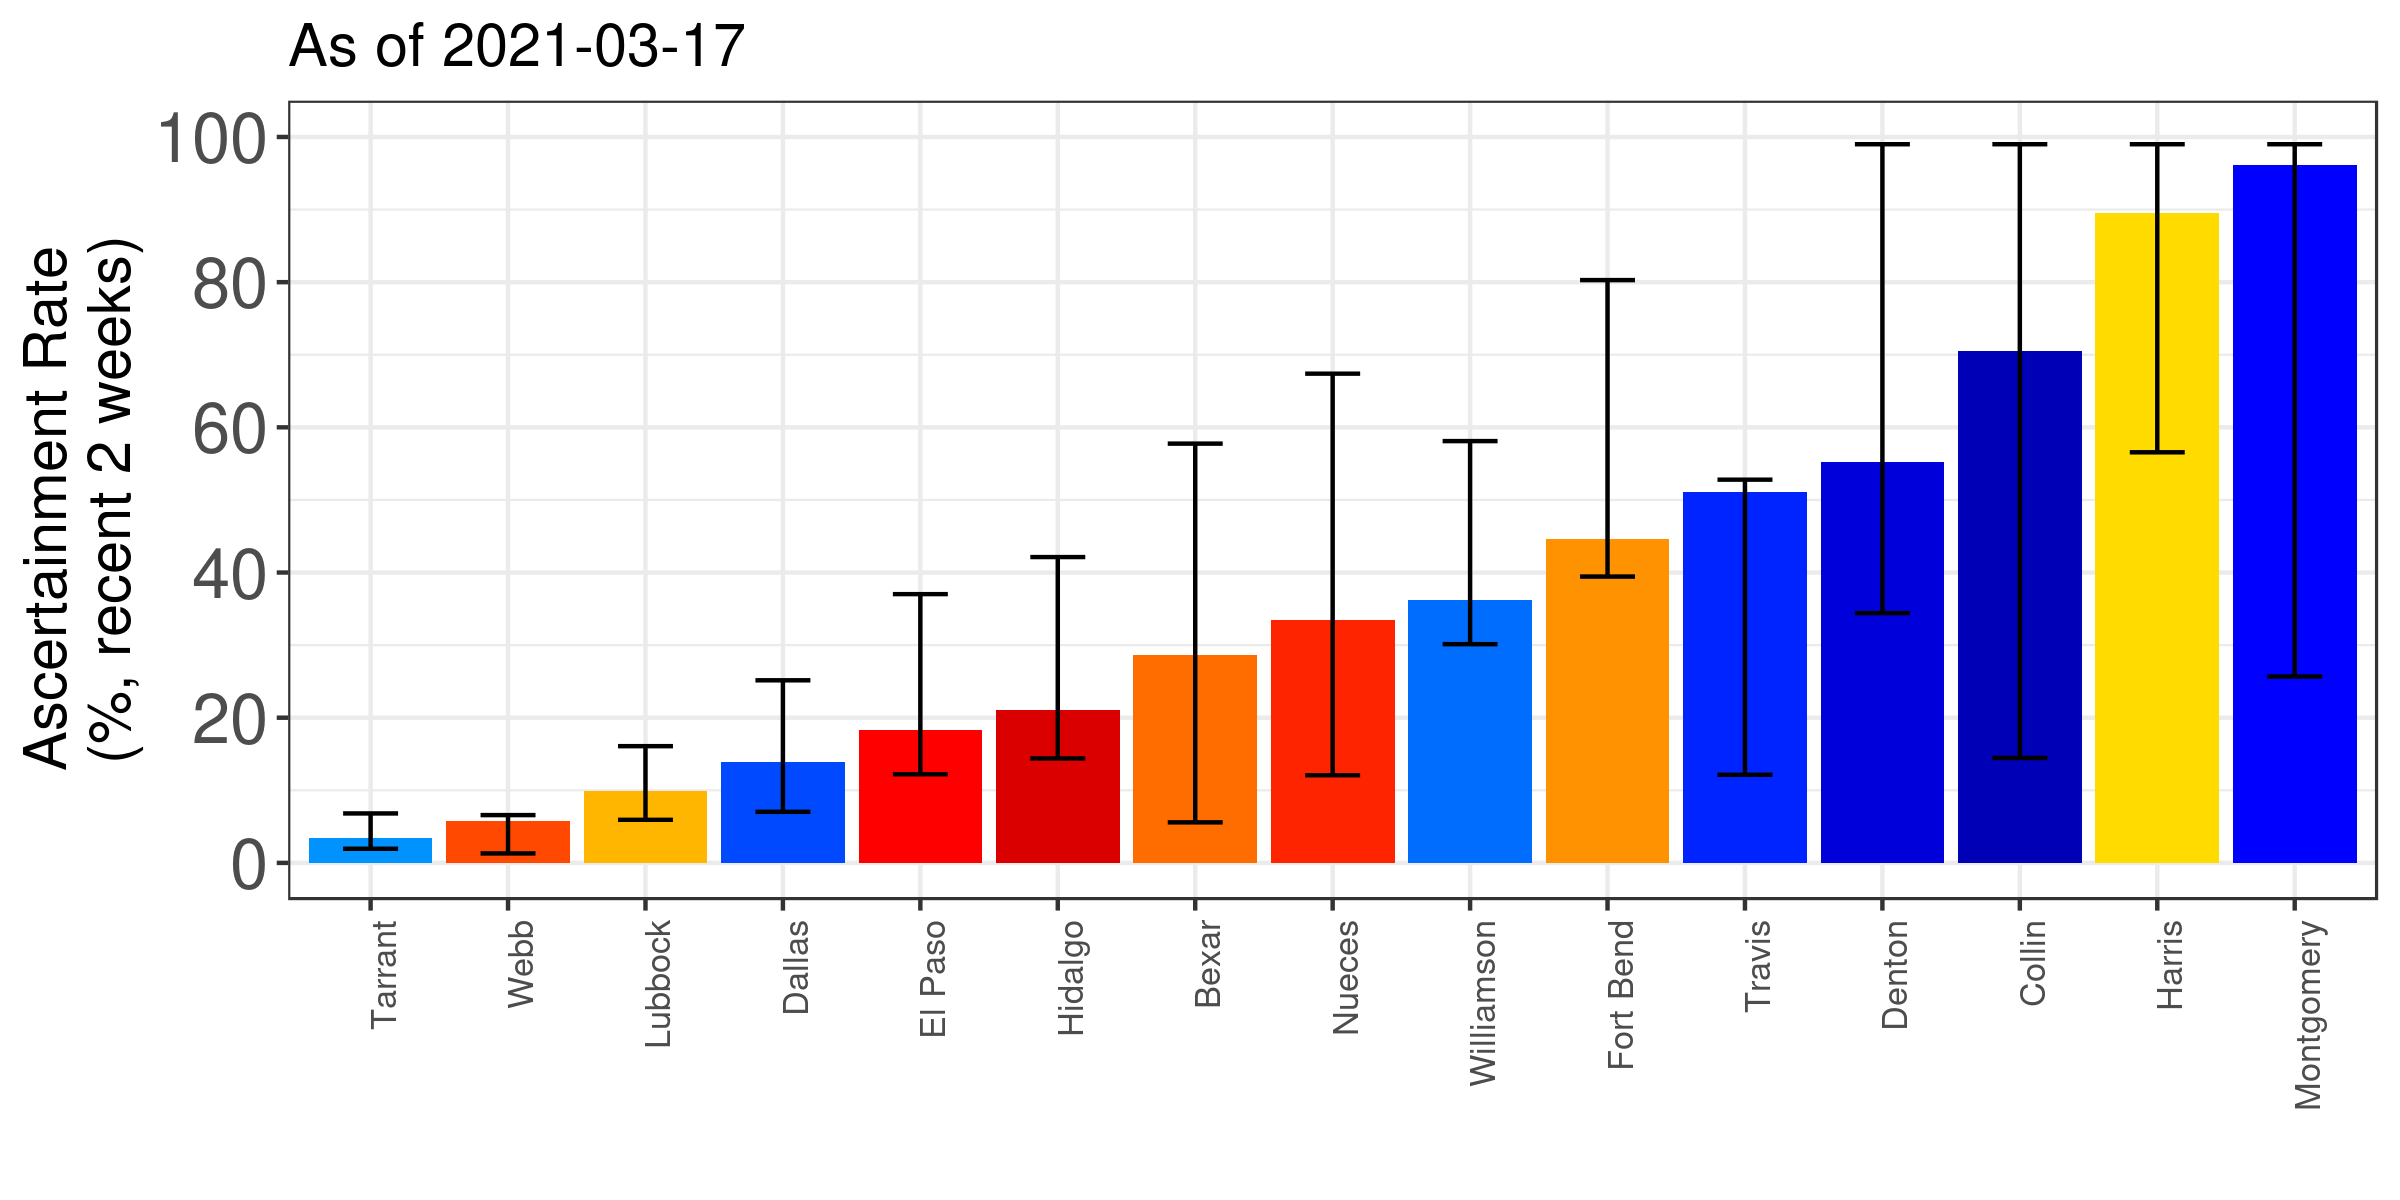 As of 2021-03-17
Ascertainment Rate
(%, recent 2 weeks)
100
80
60
40
20
0
Tarrant
Webb
Lubbock
Dallas
El Paso
Hidalgo
Bexar
Nueces
Williamson
Fort Bend
Travis
Denton
Collin
Harris
Montgomery